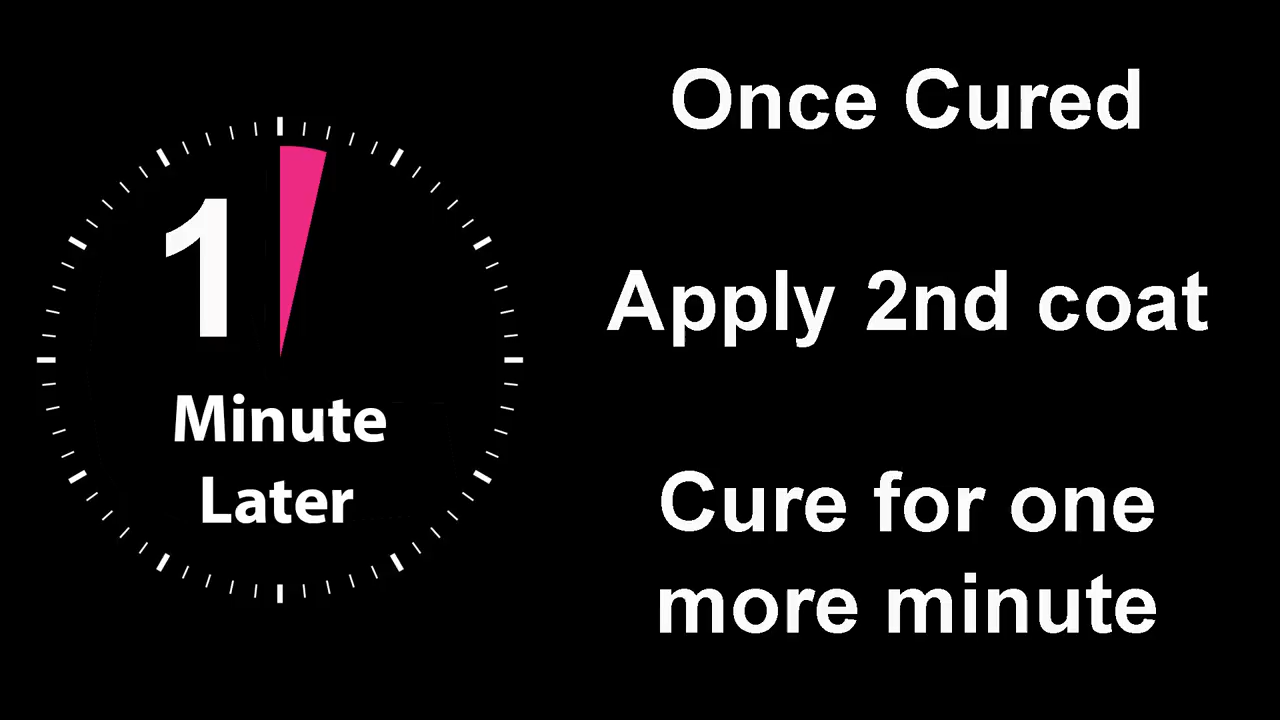 1
Minute
Later
Once Cured
Apply 2nd coat
Cure for one
more minute